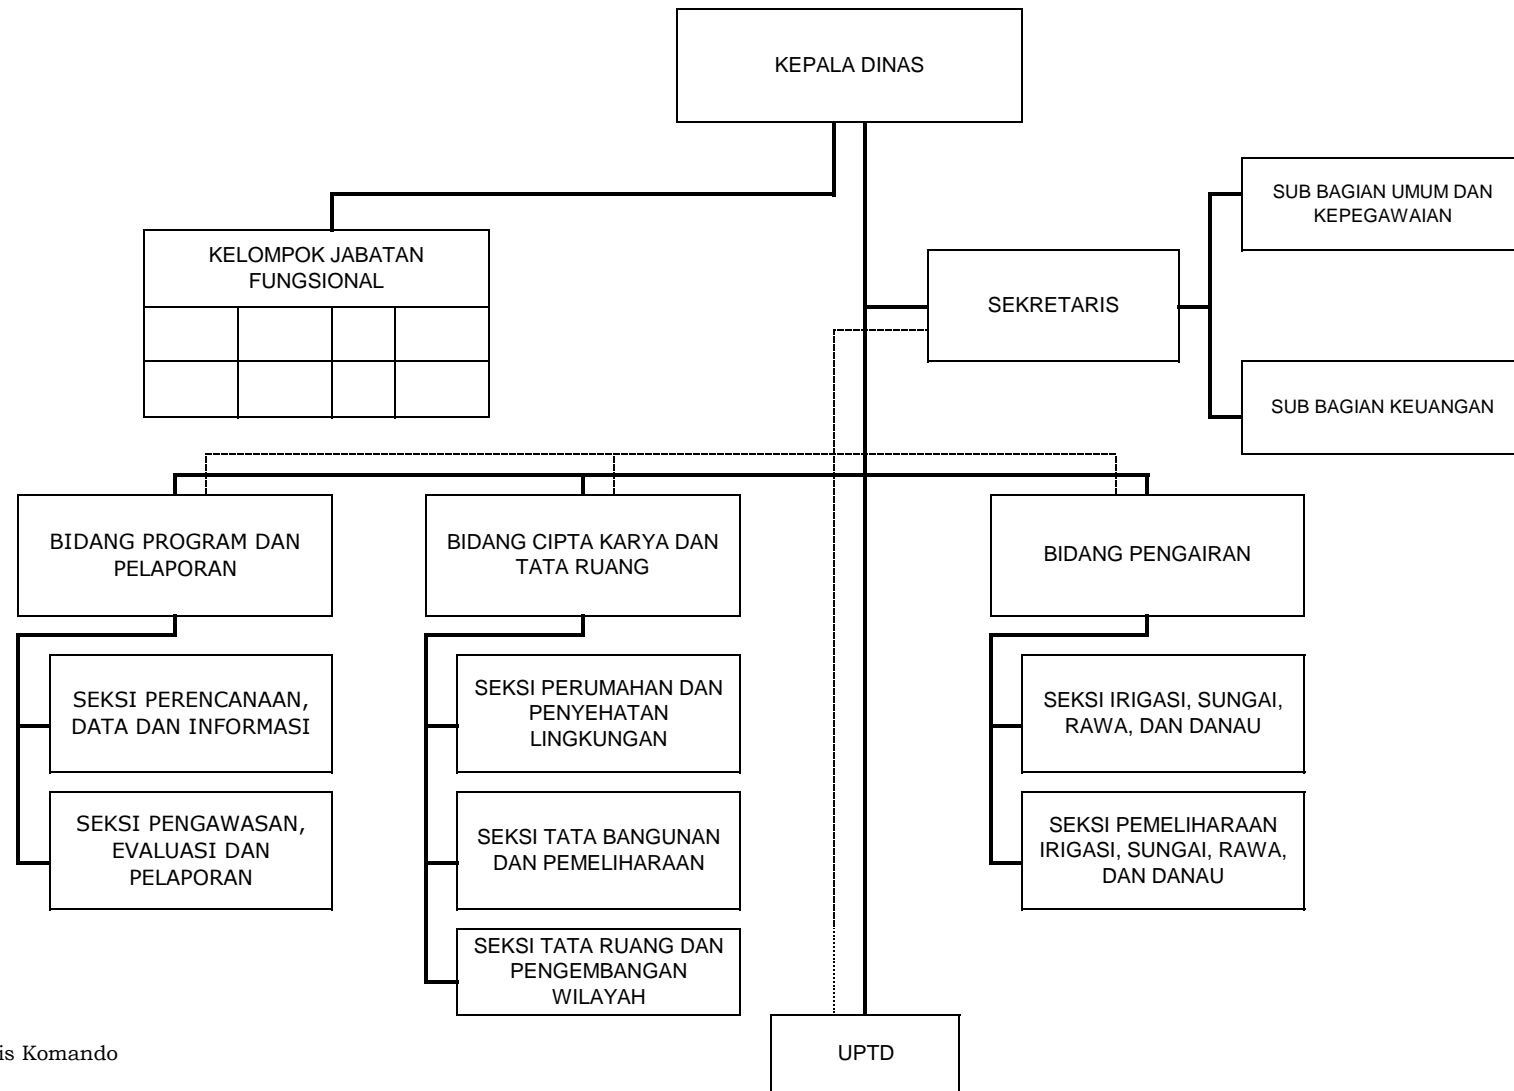 KEPALA DINAS
SUB BAGIAN UMUM DAN
KEPEGAWAIAN
KELOMPOK JABATAN
FUNGSIONAL
SEKRETARIS
SUB BAGIAN KEUANGAN
BIDANG PROGRAM DAN
PELAPORAN
BIDANG CIPTA KARYA DAN
TATA RUANG
BIDANG PENGAIRAN
SEKSI PERENCANAAN,
DATA DAN INFORMASI
SEKSI PERUMAHAN DAN
PENYEHATAN
LINGKUNGAN
SEKSI IRIGASI, SUNGAI,
RAWA, DAN DANAU
SEKSI PENGAWASAN,
EVALUASI DAN
PELAPORAN
SEKSI TATA BANGUNAN
DAN PEMELIHARAAN
SEKSI PEMELIHARAAN
IRIGASI, SUNGAI, RAWA,
DAN DANAU
SEKSI TATA RUANG DAN
PENGEMBANGAN
WILAYAH
is Komando
UPTD